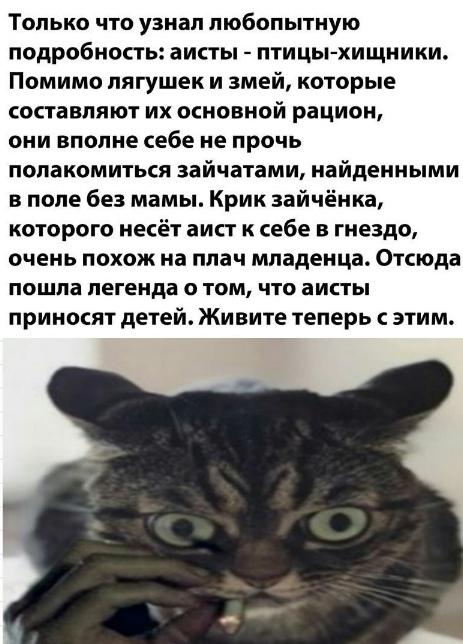 Только что узнал любопытную
подробность: аисты - птицы-хищники.
Помимо лягушек и змей, которые
составляют их основной рацион,
они вполне себе не прочь
полакомиться зайчатами, найденными
в поле без мамы. Крик зайчёнка,
которого несёт аист к себе в гнездо,
очень похож на плач младенца. Отсюда
пошла легенда о том, что аисты
приносят детей. Живите теперь с этим.